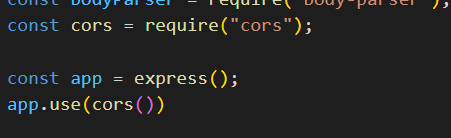 const bodyParser = require("body-parser");
const cors = require("cors");
const app = express();
app.use(cors())